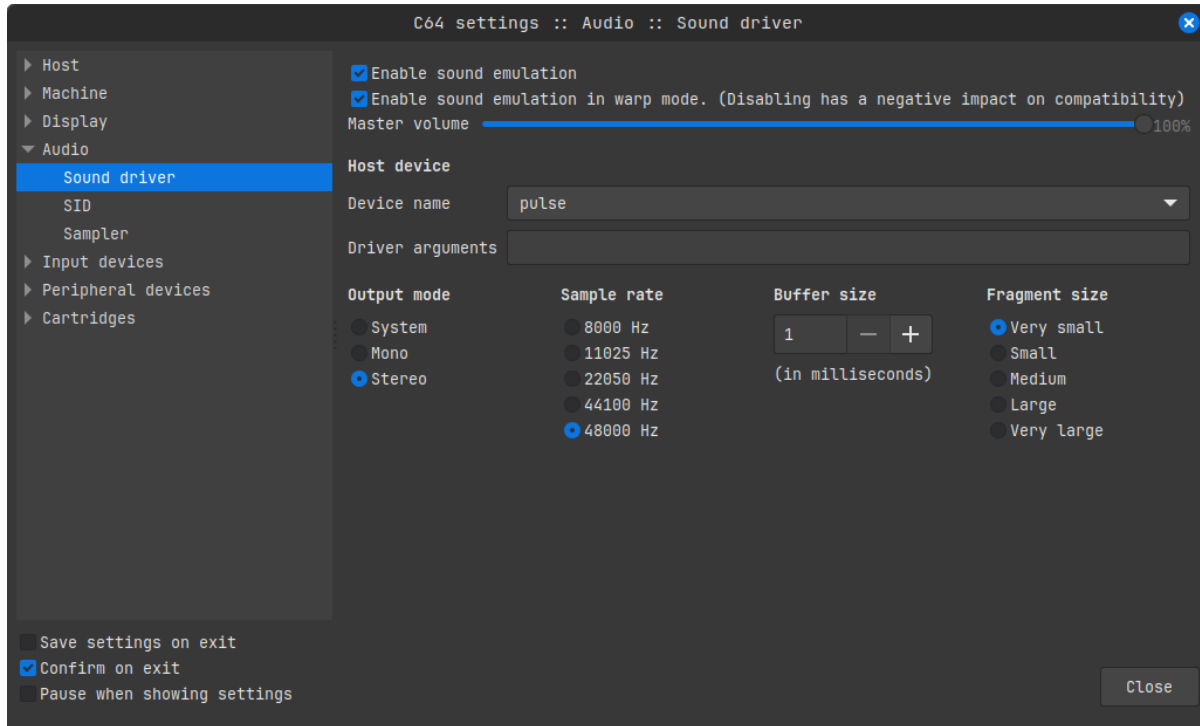 C64 settings :: Audio :: Sound driver
Host
Machine
Display
Audio
Sound driver
SID
Sampler
Input devices
Peripheral devices
Cartridges
Save settings on exit
Confirm on exit
Pause when showing settings
Enable sound emulation
Enable sound emulation in warp mode. (Disabling has a negative impact on compatibility)
Master volume 100%
Host device
Device name pulse
Driver arguments
Output mode
System
Mono
Stereo
Sample rate
8000 Hz
11025 Hz
22050 Hz
44100 Hz
48000 Hz
Buffer size
1 — +
(in milliseconds)
Fragment size
Very small
Small
Medium
Large
Very large
Close